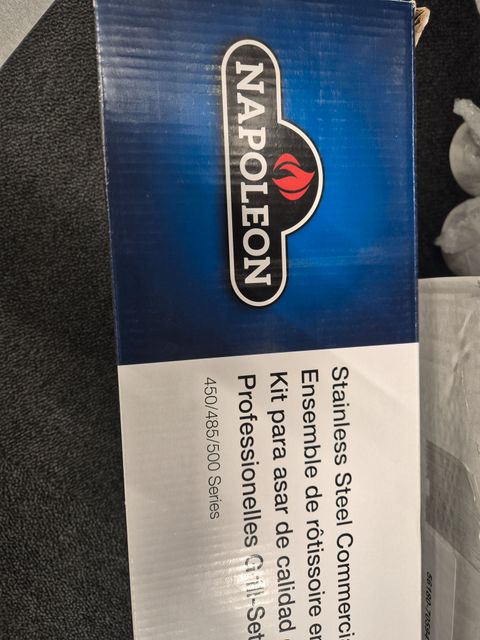 NAPOLEON
Stainless Steel Commerci
Ensemble de rôtissoire en
Kit para asar de calidad
Professionelles Grill-Set
450/485/500 Series